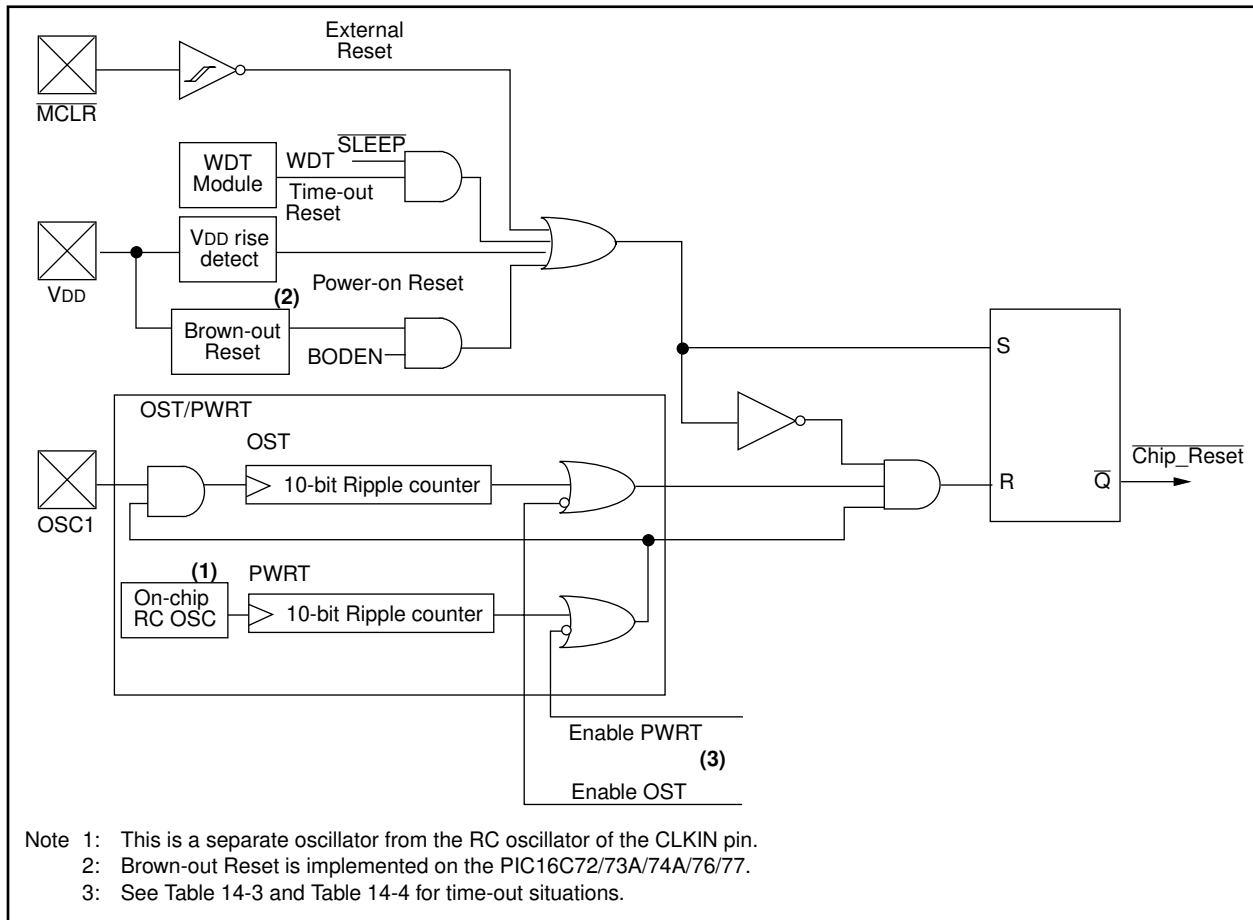 External
Reset
MCLR
SLEEP
WDT
Module
WDT
Time-out
Reset
VDD rise
detect
VDD
Power-on Reset
(2)
Brown-out
Reset
BODEN
S
OST/PWRT
OST
Chip_Reset
10-bit Ripple counter
R
Q
OSC1
(1)
PWRT
On-chip
RC OSC
10-bit Ripple counter
Enable PWRT
(3)
Enable OST
Note 1: This is a separate oscillator from the RC oscillator of the CLKIN pin.
2: Brown-out Reset is implemented on the PIC16C72/73A/74A/76/77.
3: See Table 14-3 and Table 14-4 for time-out situations.